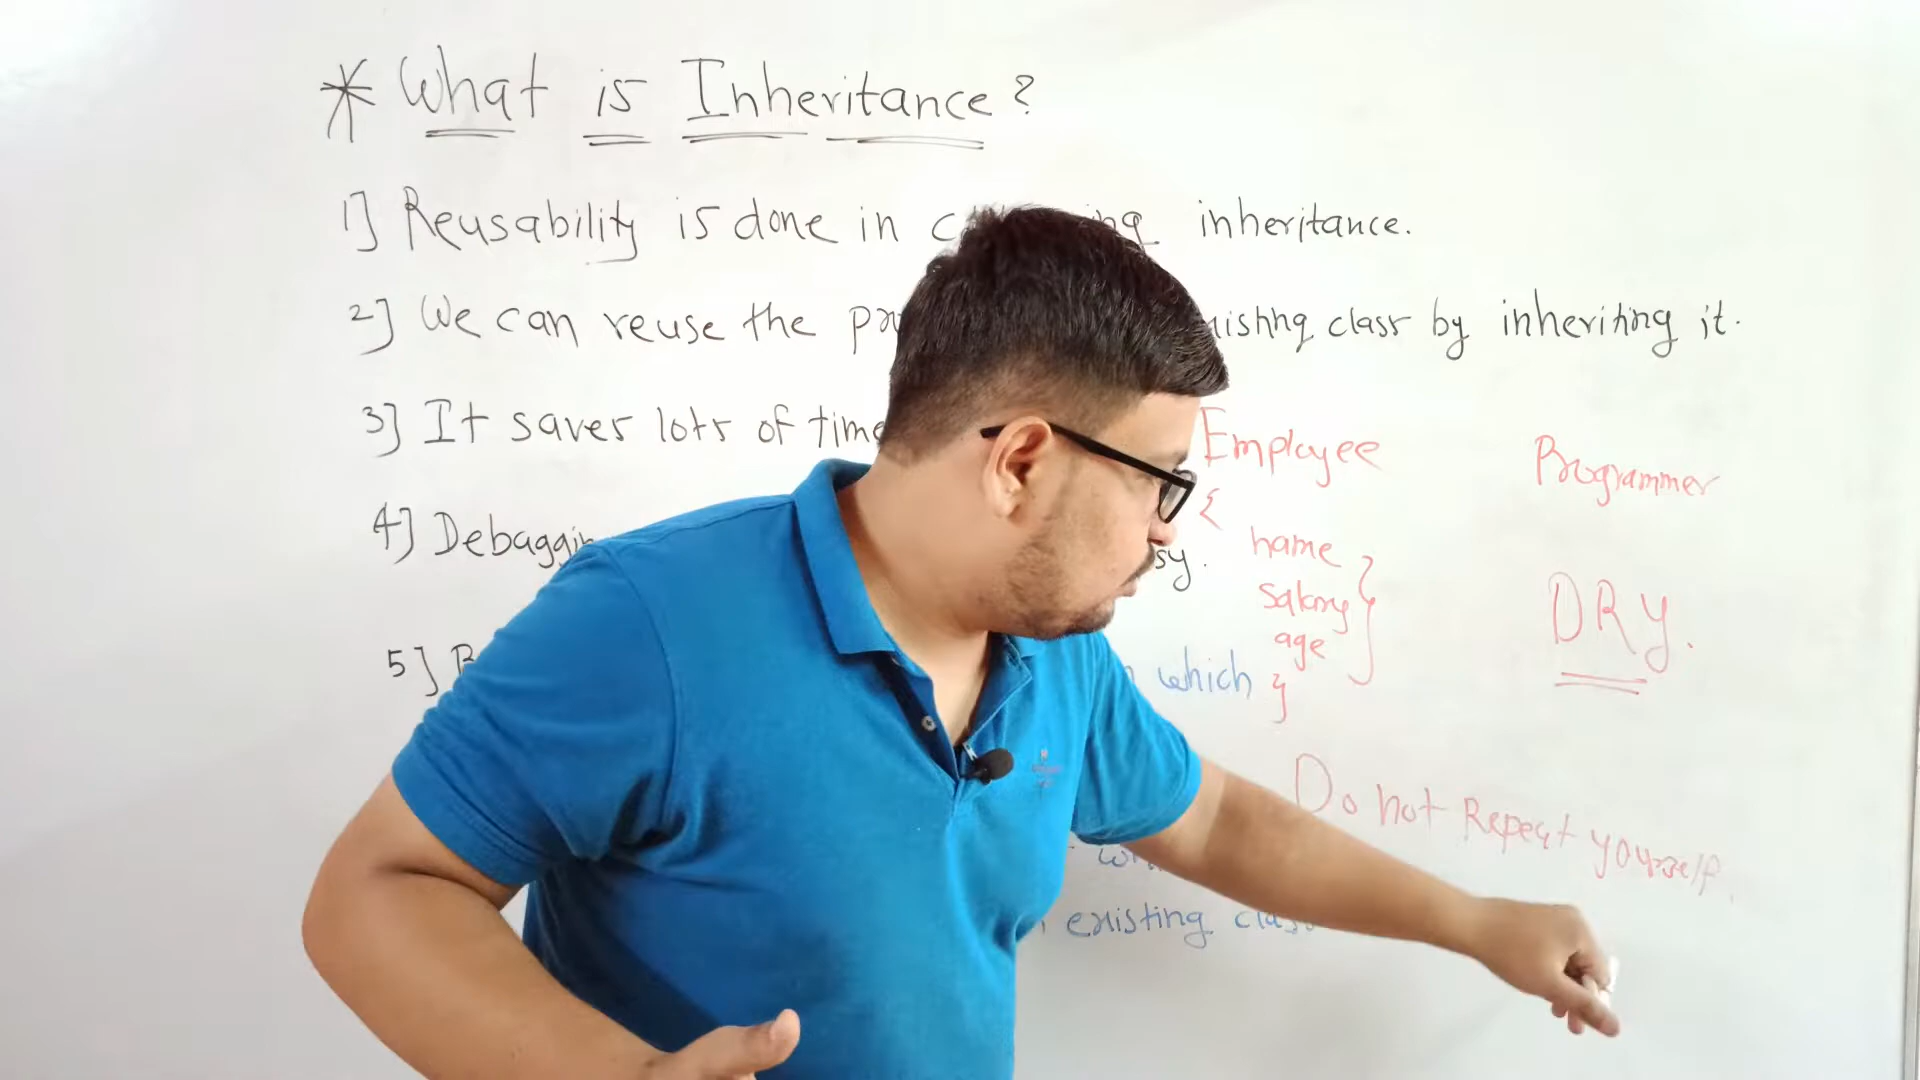 * What is Inheritance?
1] Reusability is done in inheritance.
2] We can reuse the class by inheriting it.
3] It saves lots of time
Employee
Programmer
{
4] Debaggin sy.
name
salary }
age
DRY.
5] which }
Do not Repeat yourself.
existing class